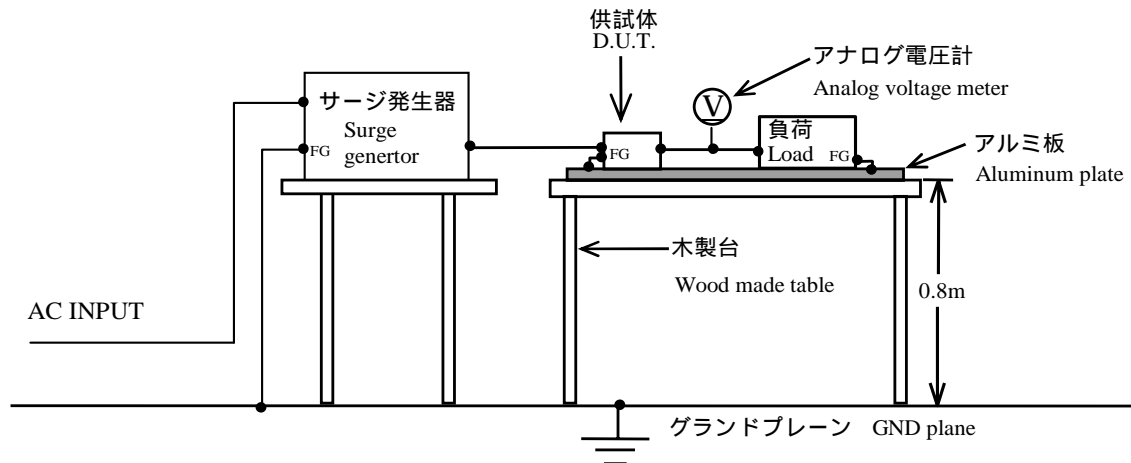 供試体
D.U.T.
アナログ電圧計
Analog voltage meter
サージ発生器
Surge
genertor
V
負荷
Load
FG
FG
FG
アルミ板
Aluminum plate
木製台
Wood made table
0.8m
AC INPUT
グランドプレーン GND plane